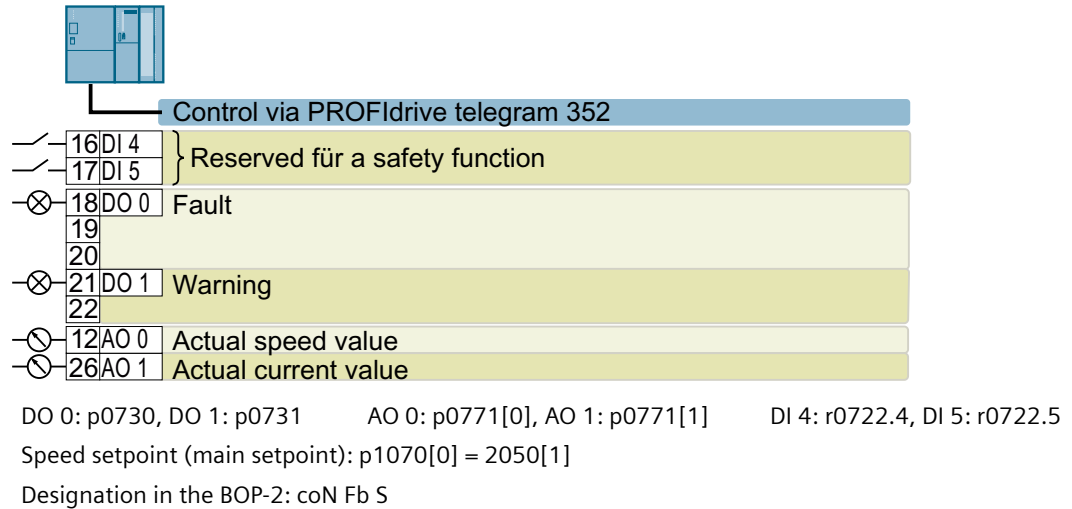 Control via PROFIdrive telegram 352
16 DI 4
17 DI 5
Reserved für a safety function
18 DO 0 Fault
19
20
21 DO 1 Warning
22
12 AO 0 Actual speed value
26 AO 1 Actual current value
DO 0: p0730, DO 1: p0731 AO 0: p0771[0], AO 1: p0771[1] DI 4: r0722.4, DI 5: r0722.5
Speed setpoint (main setpoint): p1070[0] = 2050[1]
Designation in the BOP-2: coN Fb S